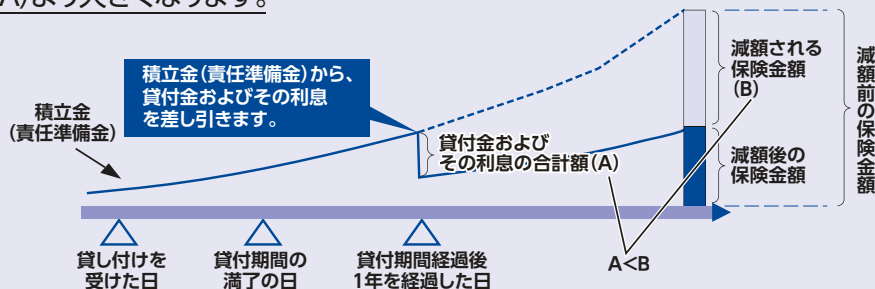 A)より大きくなります。
減額される
保険金額
(B)
減額前の保険金額
積立金(責任準備金)から、
貸付金およびその利息
を差し引きます。
積立金
(責任準備金)
貸付金および
その利息の合計額(A)
減額後の
保険金額
貸し付けを
受けた日
貸付期間の
満了の日
貸付期間経過後
1年を経過した日
A<B